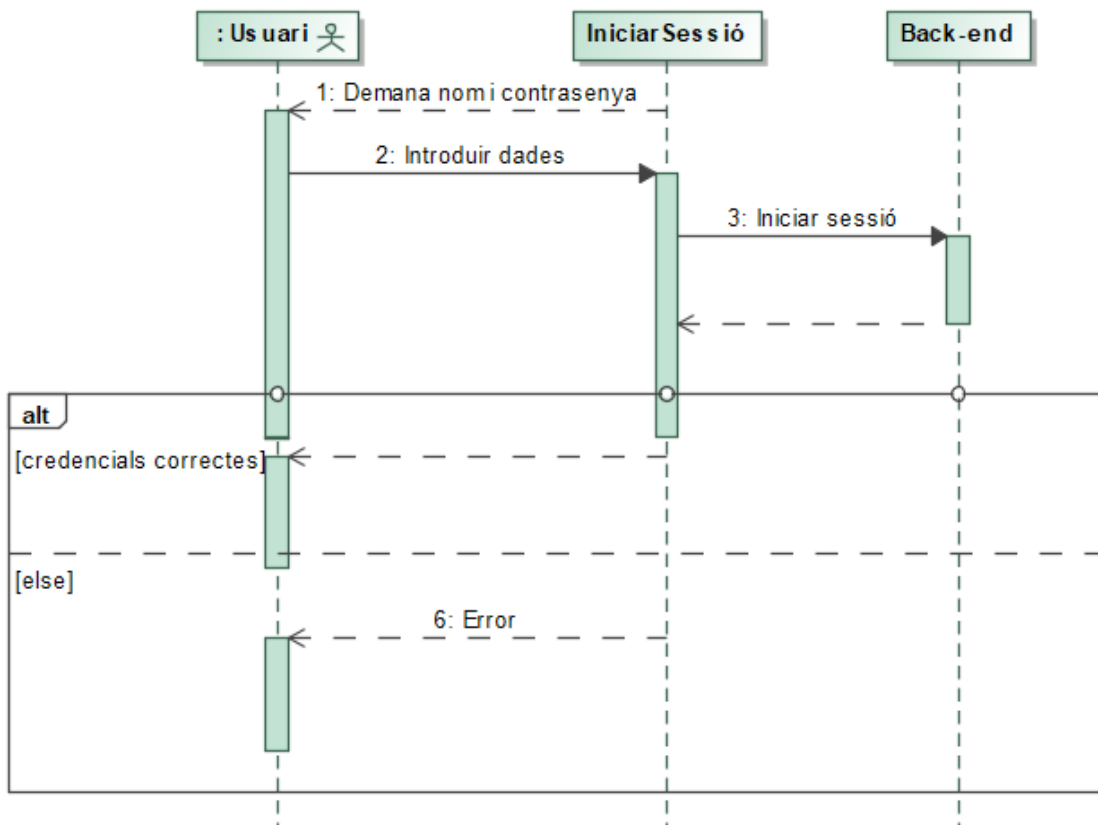 : Usuari
IniciarSessió
Back-end
1: Demana nom i contrasenya
2: Introduir dades
3: Iniciar sessió
alt
[credencials correctes]
[else]
6: Error